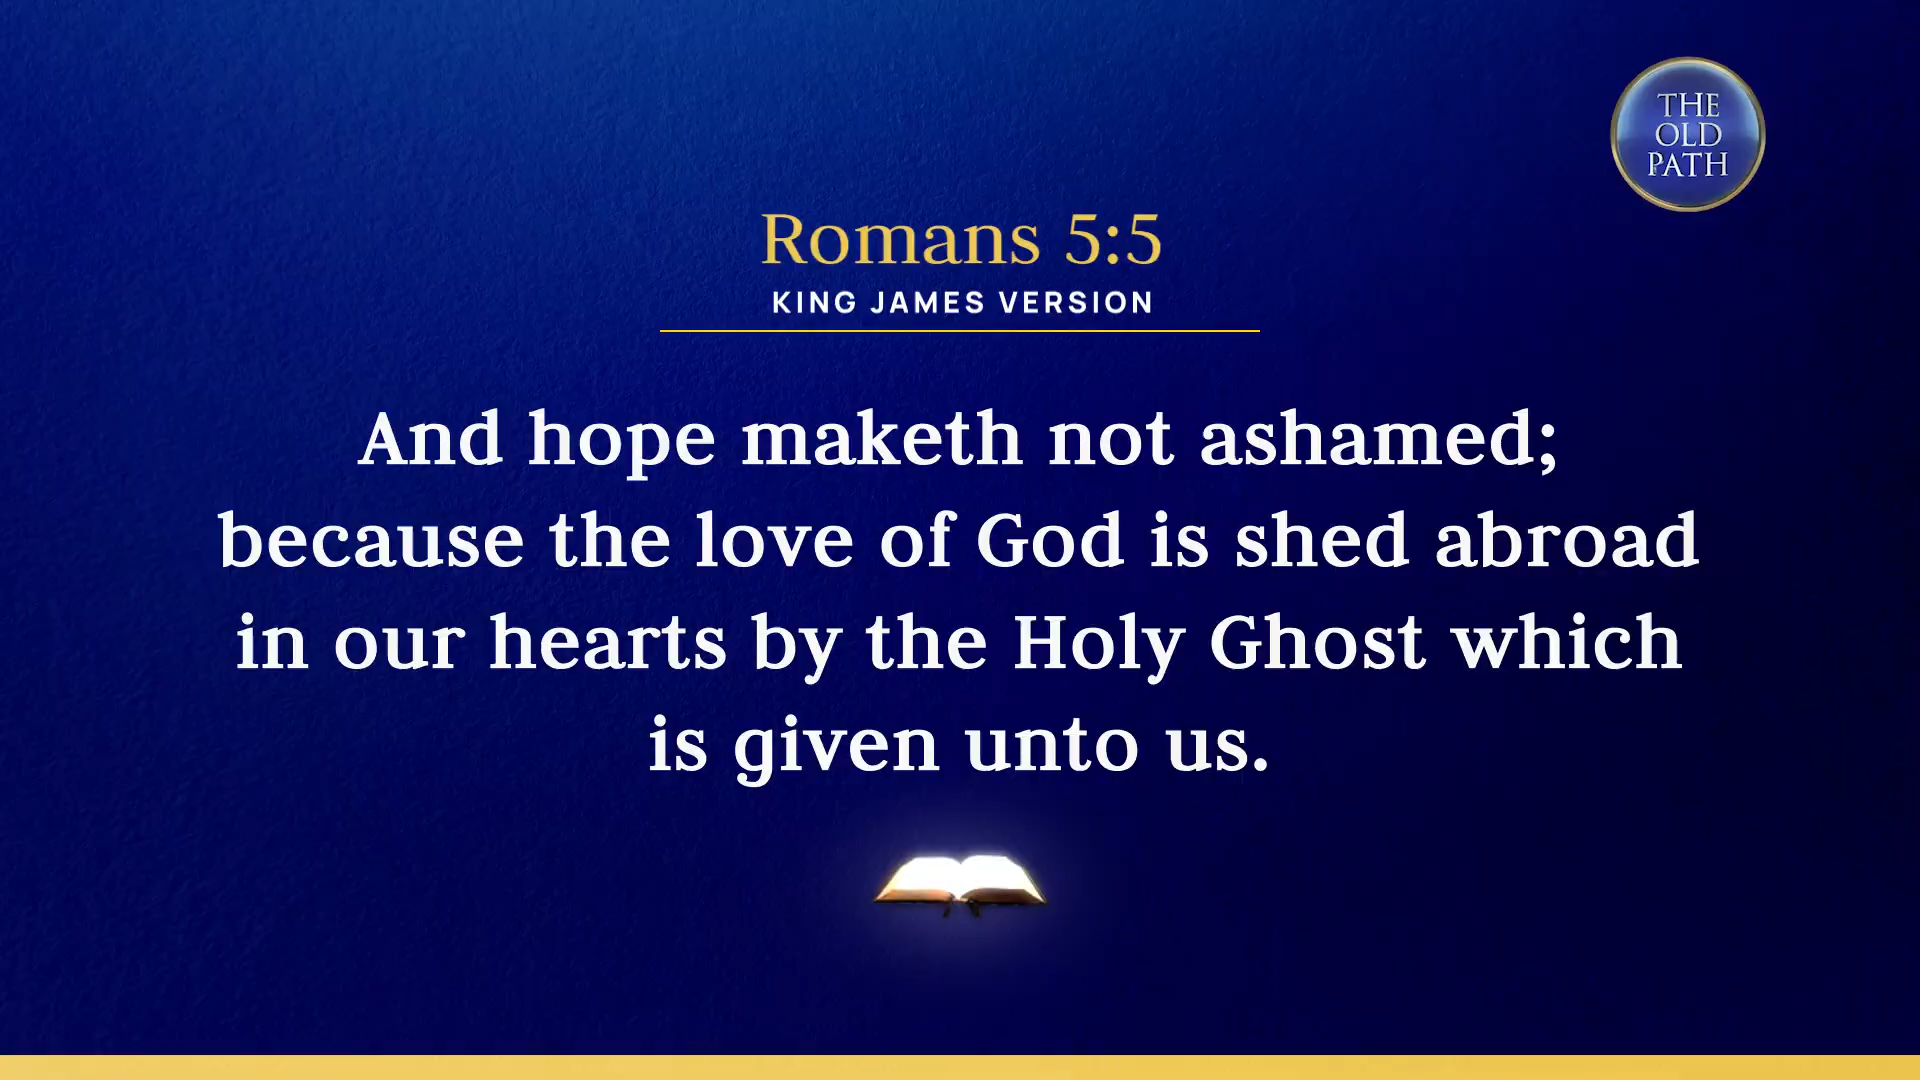 THE
OLD
PATH
Romans 5:5
KING JAMES VERSION
And hope maketh not ashamed;
because the love of God is shed abroad
in our hearts by the Holy Ghost which
is given unto us.